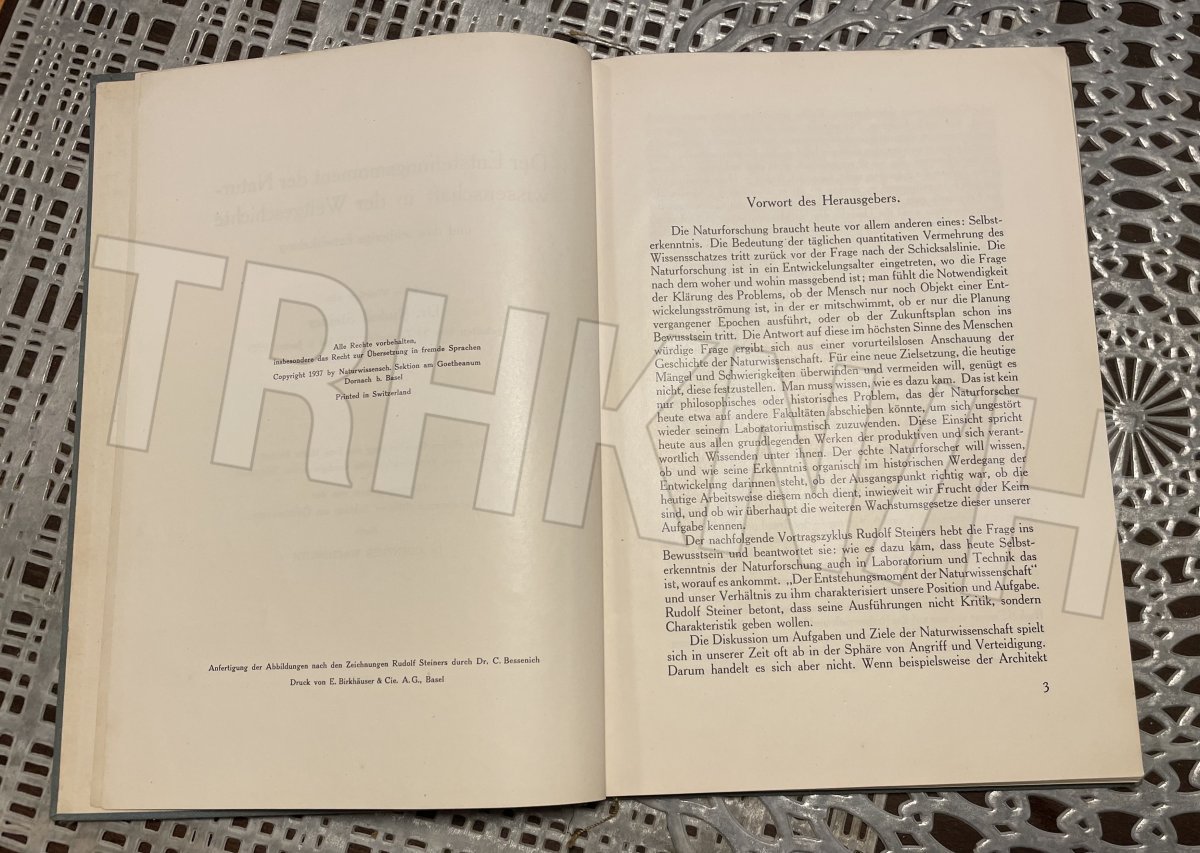 Alle Rechte vorbehalten,
insbesondere das Recht zur Übersetzung in fremde Sprachen
Copyright 1937 by Naturwissensch. Sektion am Goetheanum
Dornach b. Basel
Printed in Switzerland
Anfertigung der Abbildungen nach den Zeichnungen Rudolf Steiners durch Dr. C. Bessenich
Druck von E. Birkhäuser & Cie. A.G., Basel
Vorwort des Herausgebers.
Die Naturforschung braucht heute vor allem anderen eines: Selbst-
erkenntnis. Die Bedeutung der täglichen quantitativen Vermehrung des
Wissensschatzes tritt zurück vor der Frage nach der Schicksalslinie. Die
Naturforschung ist in ein Entwickelungsalter eingetreten, wo die Frage
nach dem woher und wohin massgebend ist; man fühlt die Notwendigkeit
der Klärung des Problems, ob der Mensch nur noch Objekt einer Ent-
wickelungsströmung ist, in der er mitschwimmt, ob er nur die Planung
vergangener Epochen ausführt, oder ob der Zukunftsplan schon ins
Bewusstsein tritt. Die Antwort auf diese im höchsten Sinne des Menschen
würdige Frage ergibt sich aus einer vorurteilslosen Anschauung der
Geschichte der Naturwissenschaft. Für eine neue Zielsetzung, die heutige
Mängel und Schwierigkeiten überwinden und vermeiden will, genügt es
nicht, diese festzustellen. Man muss wissen, wie es dazu kam. Das ist kein
nur philosophisches oder historisches Problem, das der Naturforscher
heute etwa auf andere Fakultäten abschieben könnte, um sich ungestört
wieder seinem Laboratoriumstisch zuzuwenden. Diese Einsicht spricht
heute aus allen grundlegenden Werken der produktiven und sich verant-
wortlich Wissenden unter ihnen. Der echte Naturforscher will wissen,
ob und wie seine Erkenntnis organisch im historischen Werdegang der
Entwickelung darinnen steht, ob der Ausgangspunkt richtig war, ob die
heutige Arbeitsweise diesem noch dient, inwieweit wir Frucht oder Keim
sind, und ob wir überhaupt die weiteren Wachstumsgesetze dieser unserer
Aufgabe kennen.
Der nachfolgende Vortragszyklus Rudolf Steiners hebt die Frage ins
Bewusstsein und beantwortet sie: wie es dazu kam, dass heute Selbst-
erkenntnis der Naturforschung auch in Laboratorium und Technik das
ist, worauf es ankommt. „Der Entstehungsmoment der Naturwissenschaft“
und unser Verhältnis zu ihm charakterisiert unsere Position und Aufgabe.
Rudolf Steiner betont, dass seine Ausführungen nicht Kritik, sondern
Charakteristik geben wollen.
Die Diskussion um Aufgaben und Ziele der Naturwissenschaft spielt
sich in unserer Zeit oft ab in der Sphäre von Angriff und Verteidigung.
Darum handelt es sich aber nicht. Wenn beispielsweise der Architekt
3